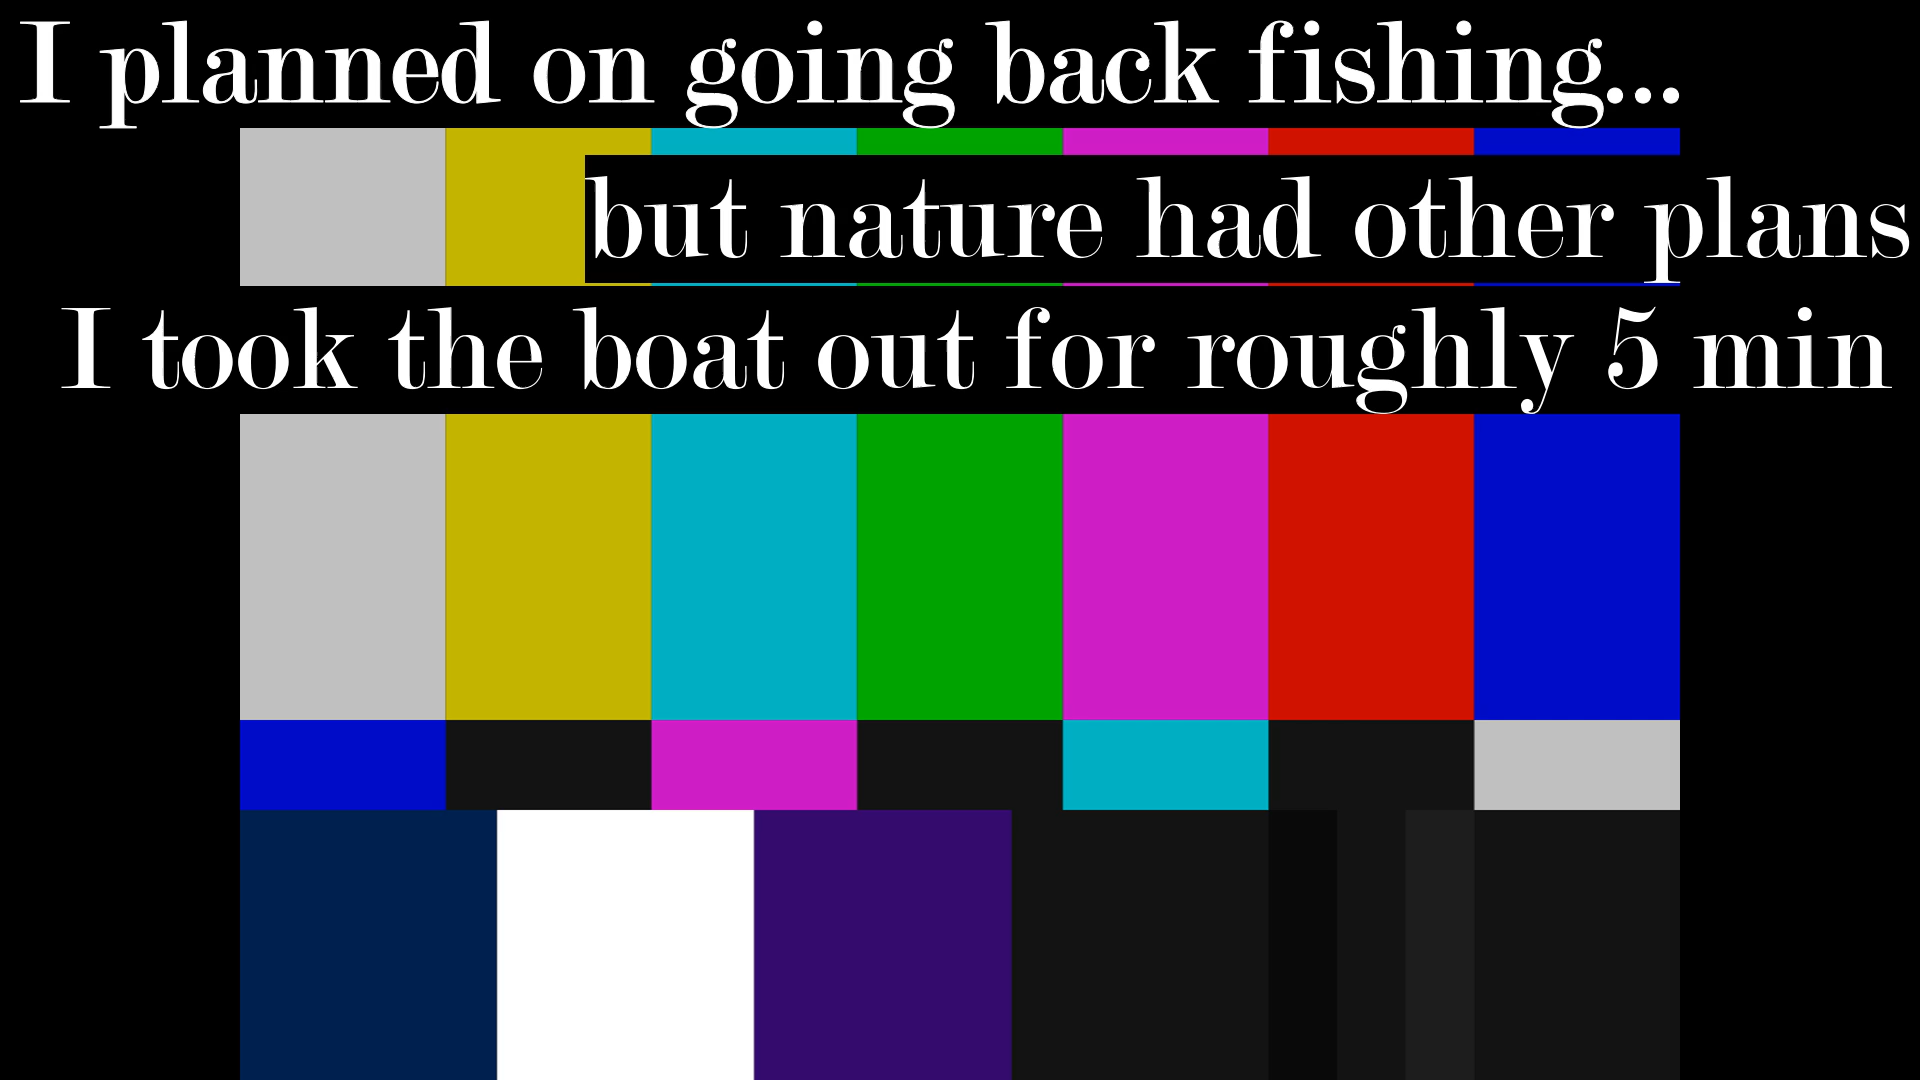 I planned on going back fishing...
but nature had other plans
I took the boat out for roughly 5 min